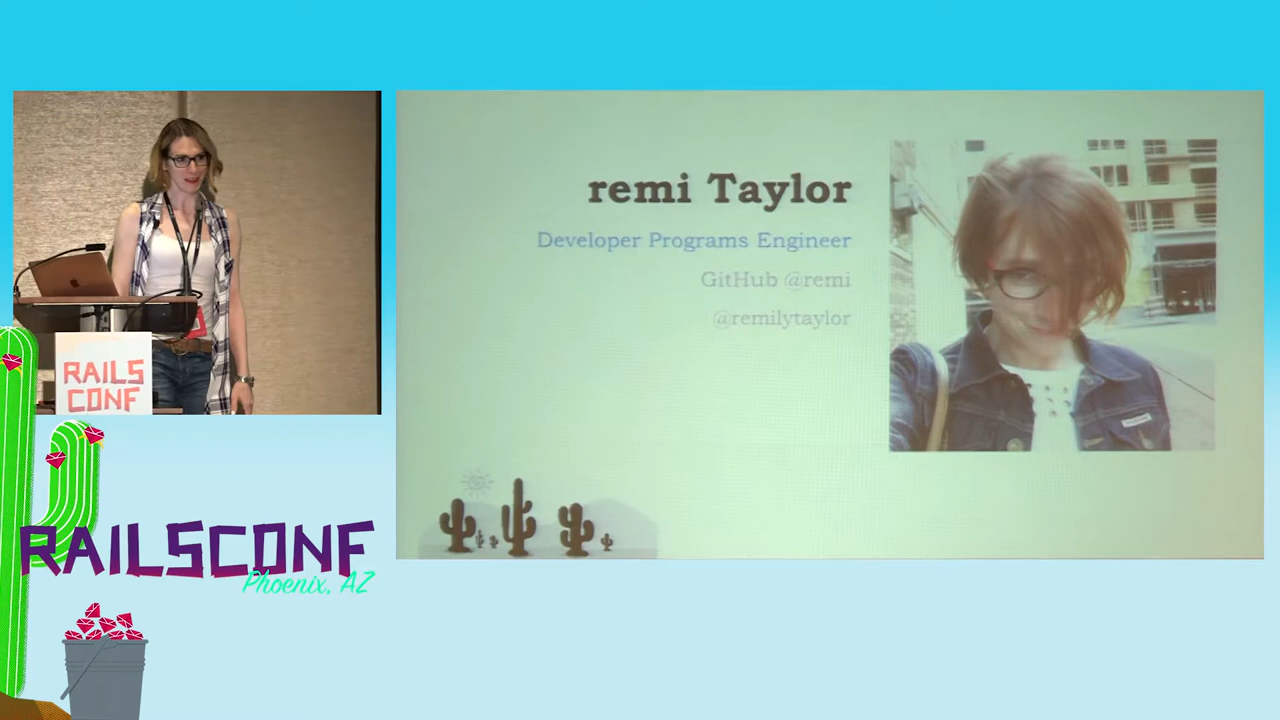 remi Taylor
Developer Programs Engineer
GitHub @remi
@remilytaylor
RAILS
CONF
RAILSCONF
Phoenix, AZ